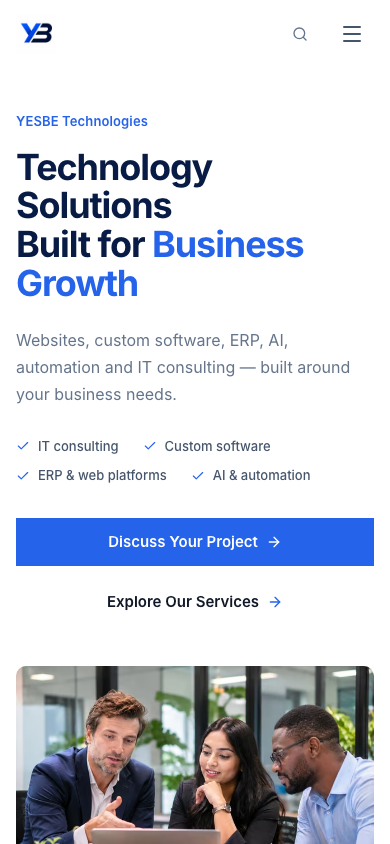 YB
YESBE Technologies
Technology
Solutions
Built for Business
Growth
Websites, custom software, ERP, AI,
automation and IT consulting — built around
your business needs.
IT consulting
Custom software
ERP & web platforms
AI & automation
Discuss Your Project →
Explore Our Services →